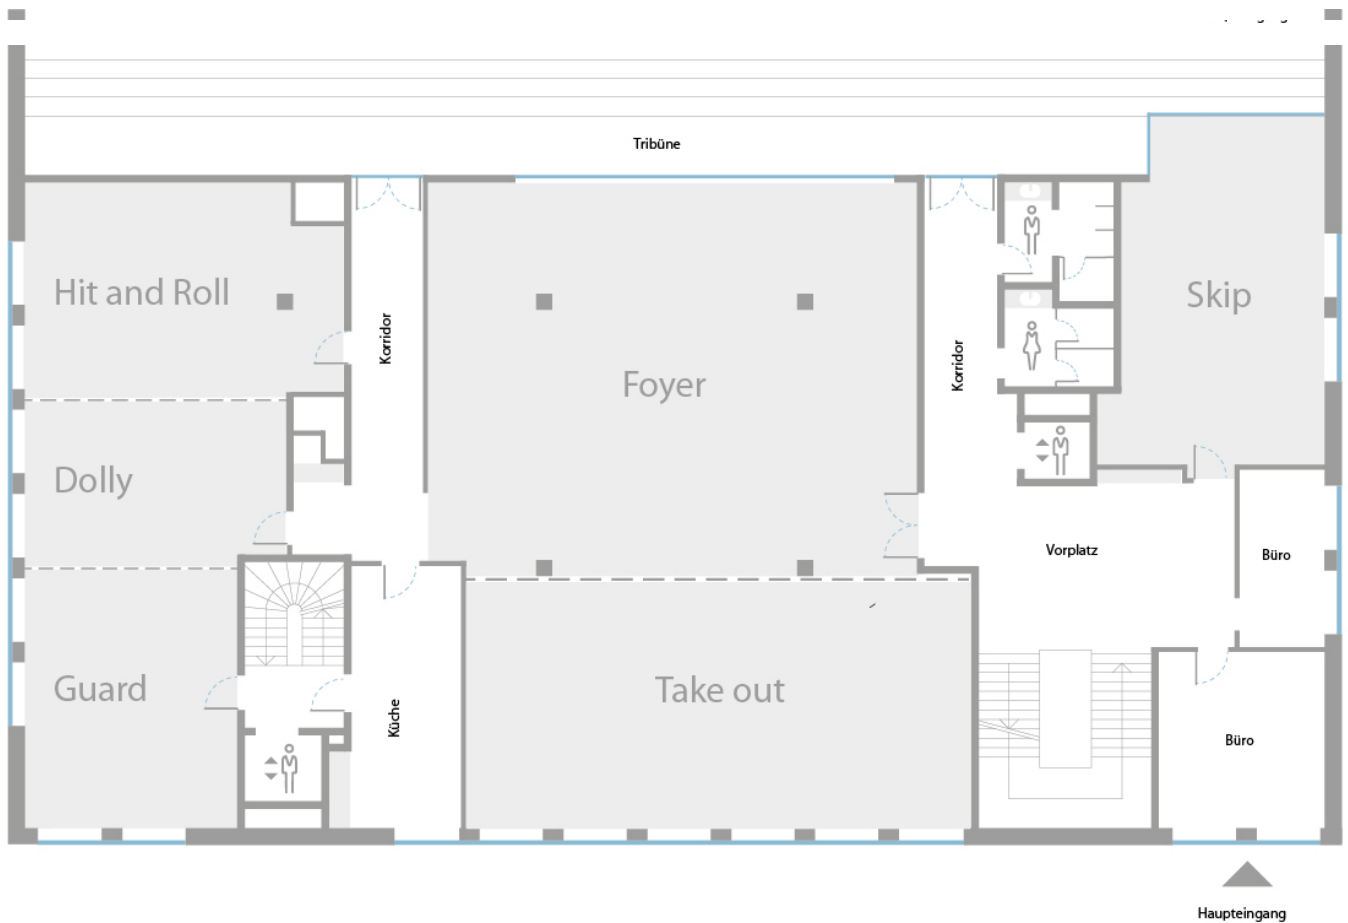 Tribüne
Hit and Roll
Skip
Korridor
Korridor
Foyer
Dolly
Vorplatz
Büro
Guard
Take out
Küche
Büro
Haupteingang